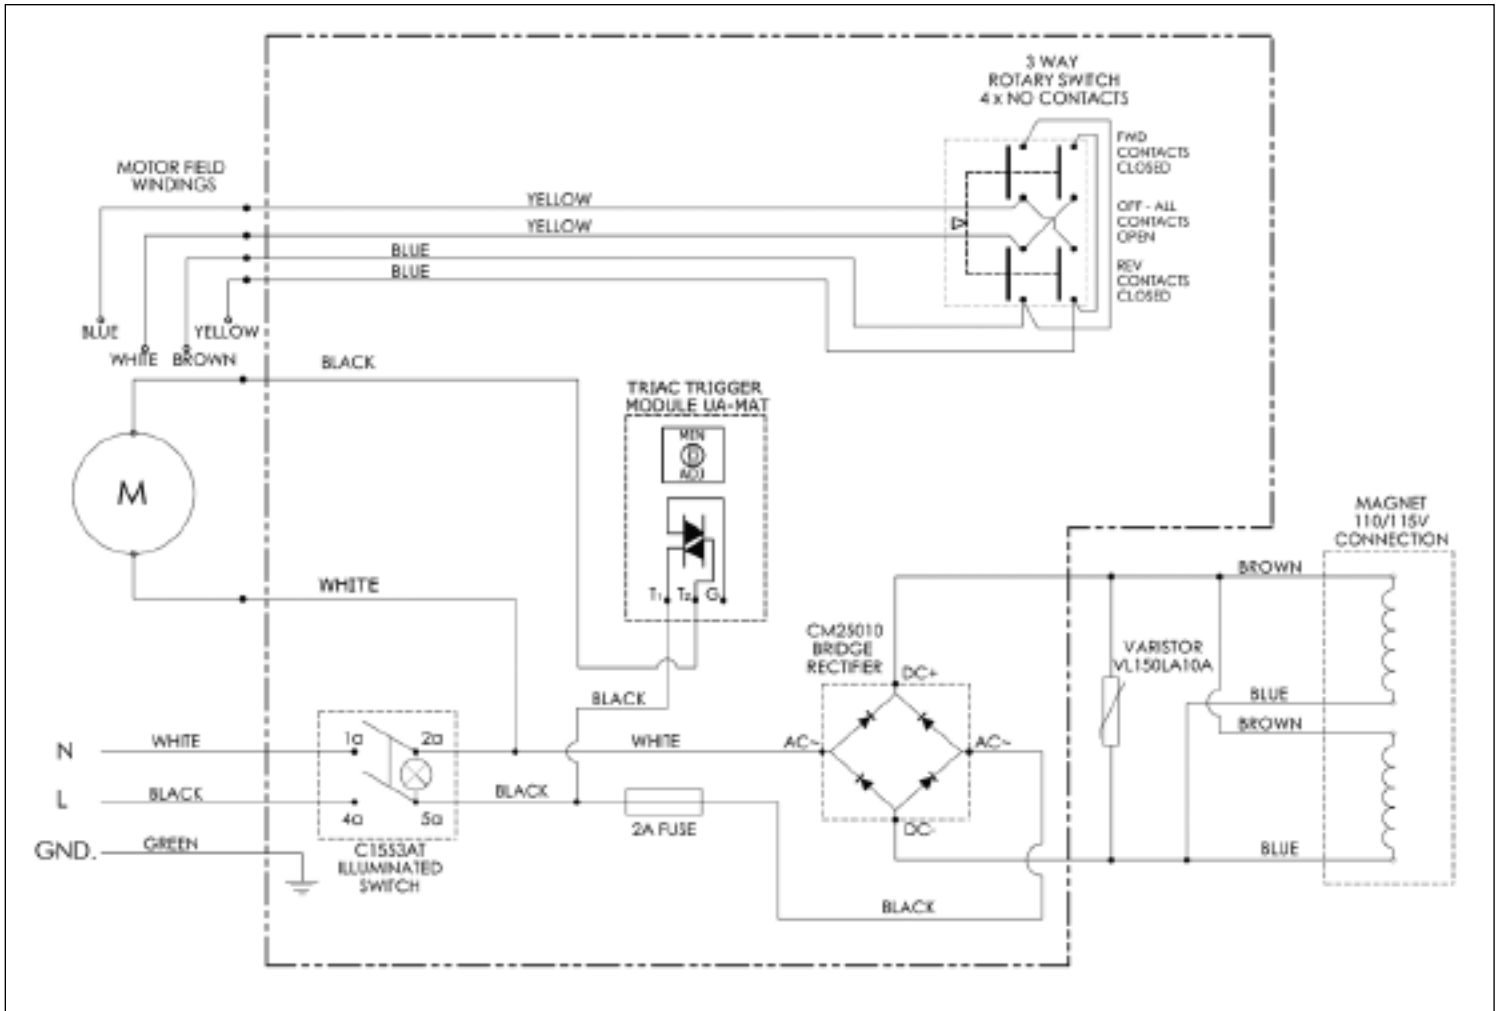 3 WAY
ROTARY SWITCH
4 x NO CONTACTS
FWD
CONTACTS
CLOSED
OFF - ALL
CONTACTS
OPEN
REV
CONTACTS
CLOSED
MOTOR FIELD
WINDINGS
YELLOW
YELLOW
BLUE
BLUE
BLUE
YELLOW
WHITE
BROWN
BLACK
TRIAC TRIGGER
MODULE UA-MAT
MIN
ADJ
M
T1
T2
G
WHITE
MAGNET
110/115V
CONNECTION
BROWN
CM25010
BRIDGE
RECTIFIER
DC+
VARISTOR
VL150LA10A
BLACK
BLUE
BROWN
N
WHITE
1a
2a
WHITE
AC~
AC~
L
BLACK
4a
5a
BLACK
2A FUSE
DC-
GND.
GREEN
C1553AT
ILLUMINATED
SWITCH
BLUE
BLACK